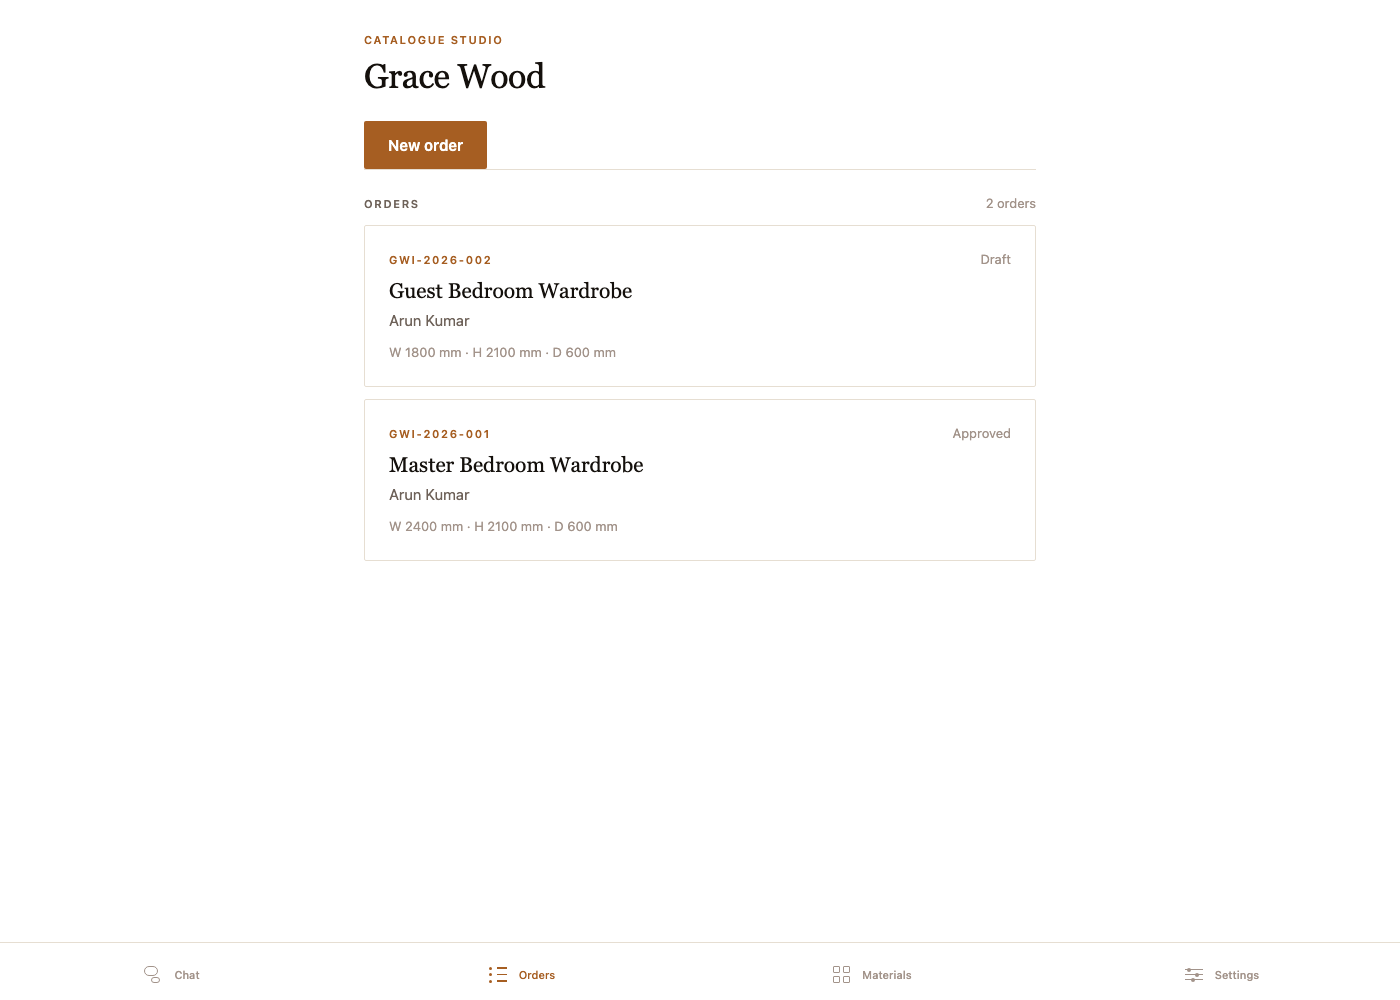 CATALOGUE STUDIO
Grace Wood
New order
ORDERS
2 orders
GWI-2026-002
Draft
Guest Bedroom Wardrobe
Arun Kumar
W 1800 mm · H 2100 mm · D 600 mm
GWI-2026-001
Approved
Master Bedroom Wardrobe
Arun Kumar
W 2400 mm · H 2100 mm · D 600 mm
Chat
Orders
Materials
Settings